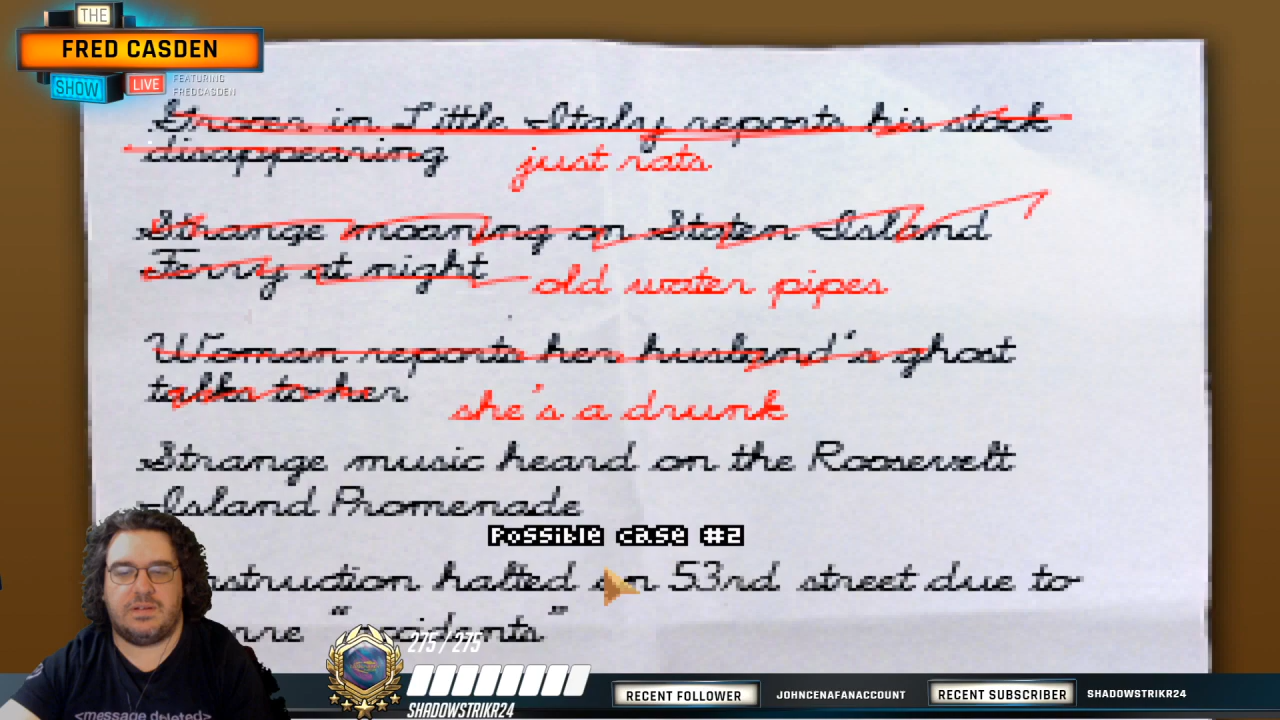 THE
FRED CASDEN
SHOW
LIVE
FEATURING
FREDCASDEN
Grocer in Little Italy reports his stock
disappearing
just rats
Strange moaning on Staten Island
Ferry at night
old water pipes
Woman reports her husband's ghost
talks to her
she's a drunk
Strange music heard on the Roosevelt
Island Promenade
Possible case #2
halted on 53rd street due to
275 / 275
SHADOWSTRIKR24
<message deleted>
RECENT FOLLOWER
JOHNCENAFANACCOUNT
RECENT SUBSCRIBER
SHADOWSTRIKR24